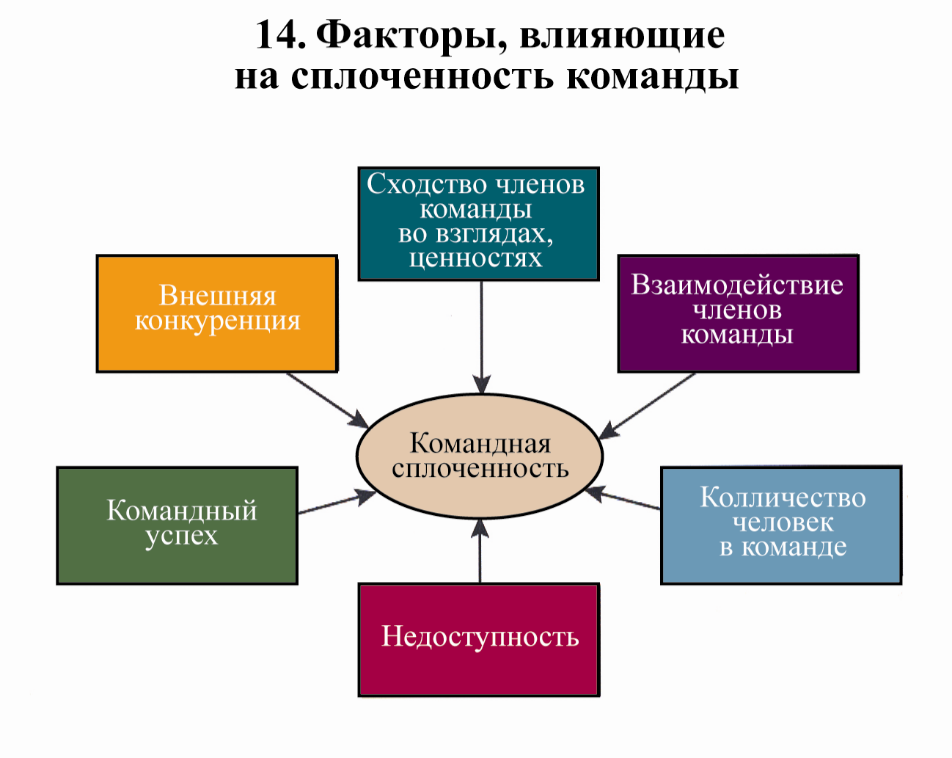 14. Факторы, влияющие
на сплоченность команды
Сходство членов
команды
во взглядах,
ценностях
Внешняя
конкуренция
Взаимодействие
членов
команды
Командная
сплоченность
Командный
успех
Колличество
человек
в команде
Недоступность